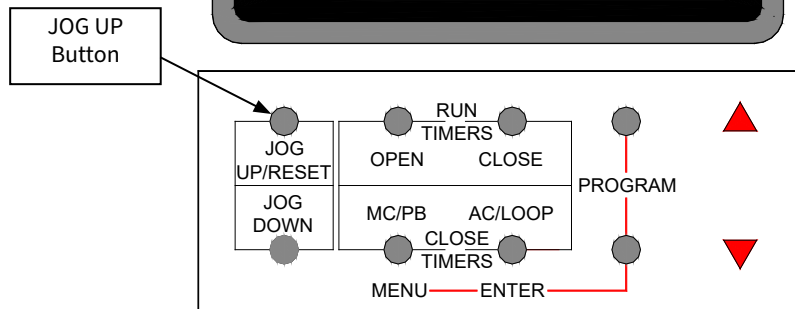 JOG UP
Button
RUN
TIMERS
JOG
UP/RESET
OPEN
CLOSE
PROGRAM
JOG
DOWN
MC/PB
AC/LOOP
CLOSE
TIMERS
MENU
ENTER